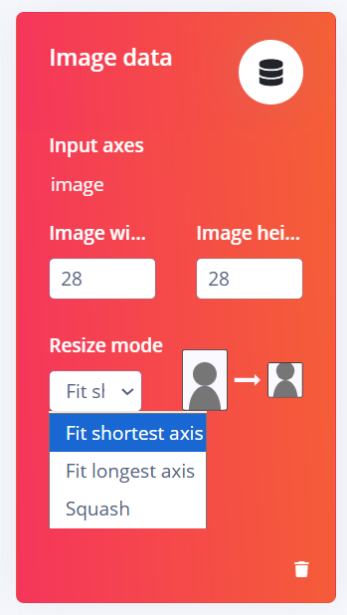 Image data
Input axes
image
Image wi... Image hei...
28 28
Resize mode
Fit sl
Fit shortest axis
Fit longest axis
Squash